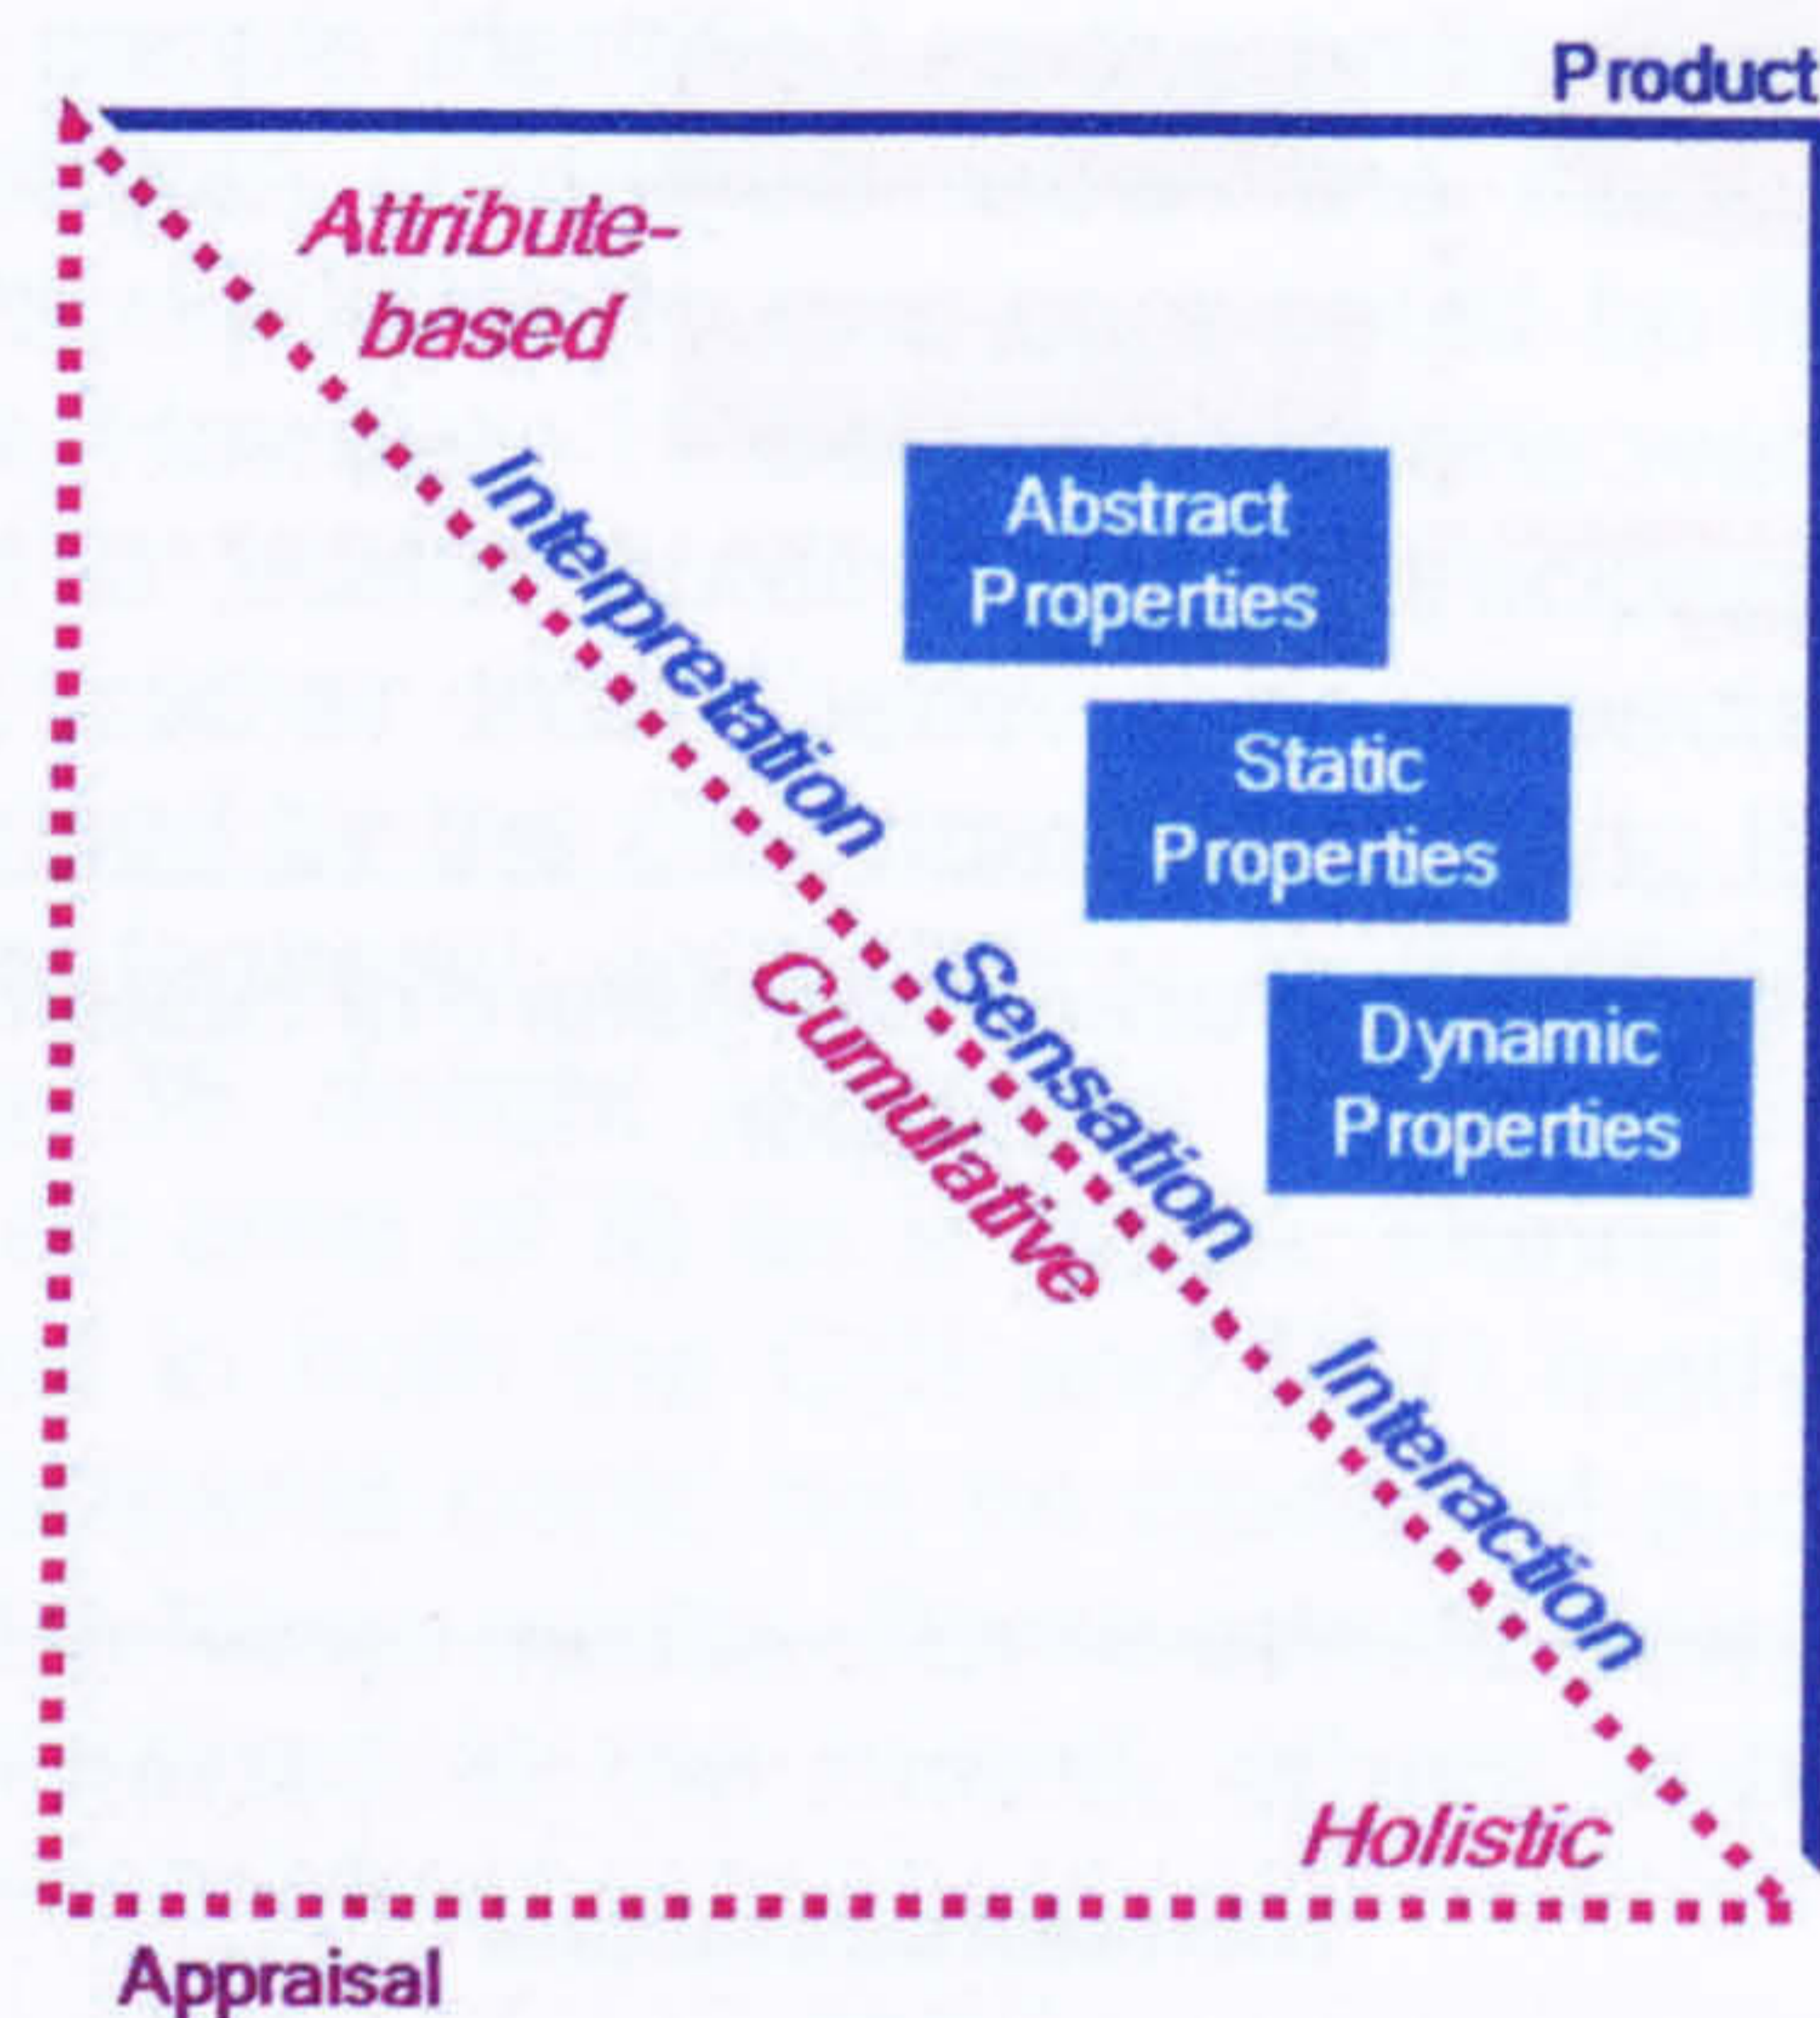 Product
Attribute-
based
Interpretation
Abstract
Properties
Static
Properties
Sensation
Cumulative
Dynamic
Properties
Interaction
Holistic
Appraisal